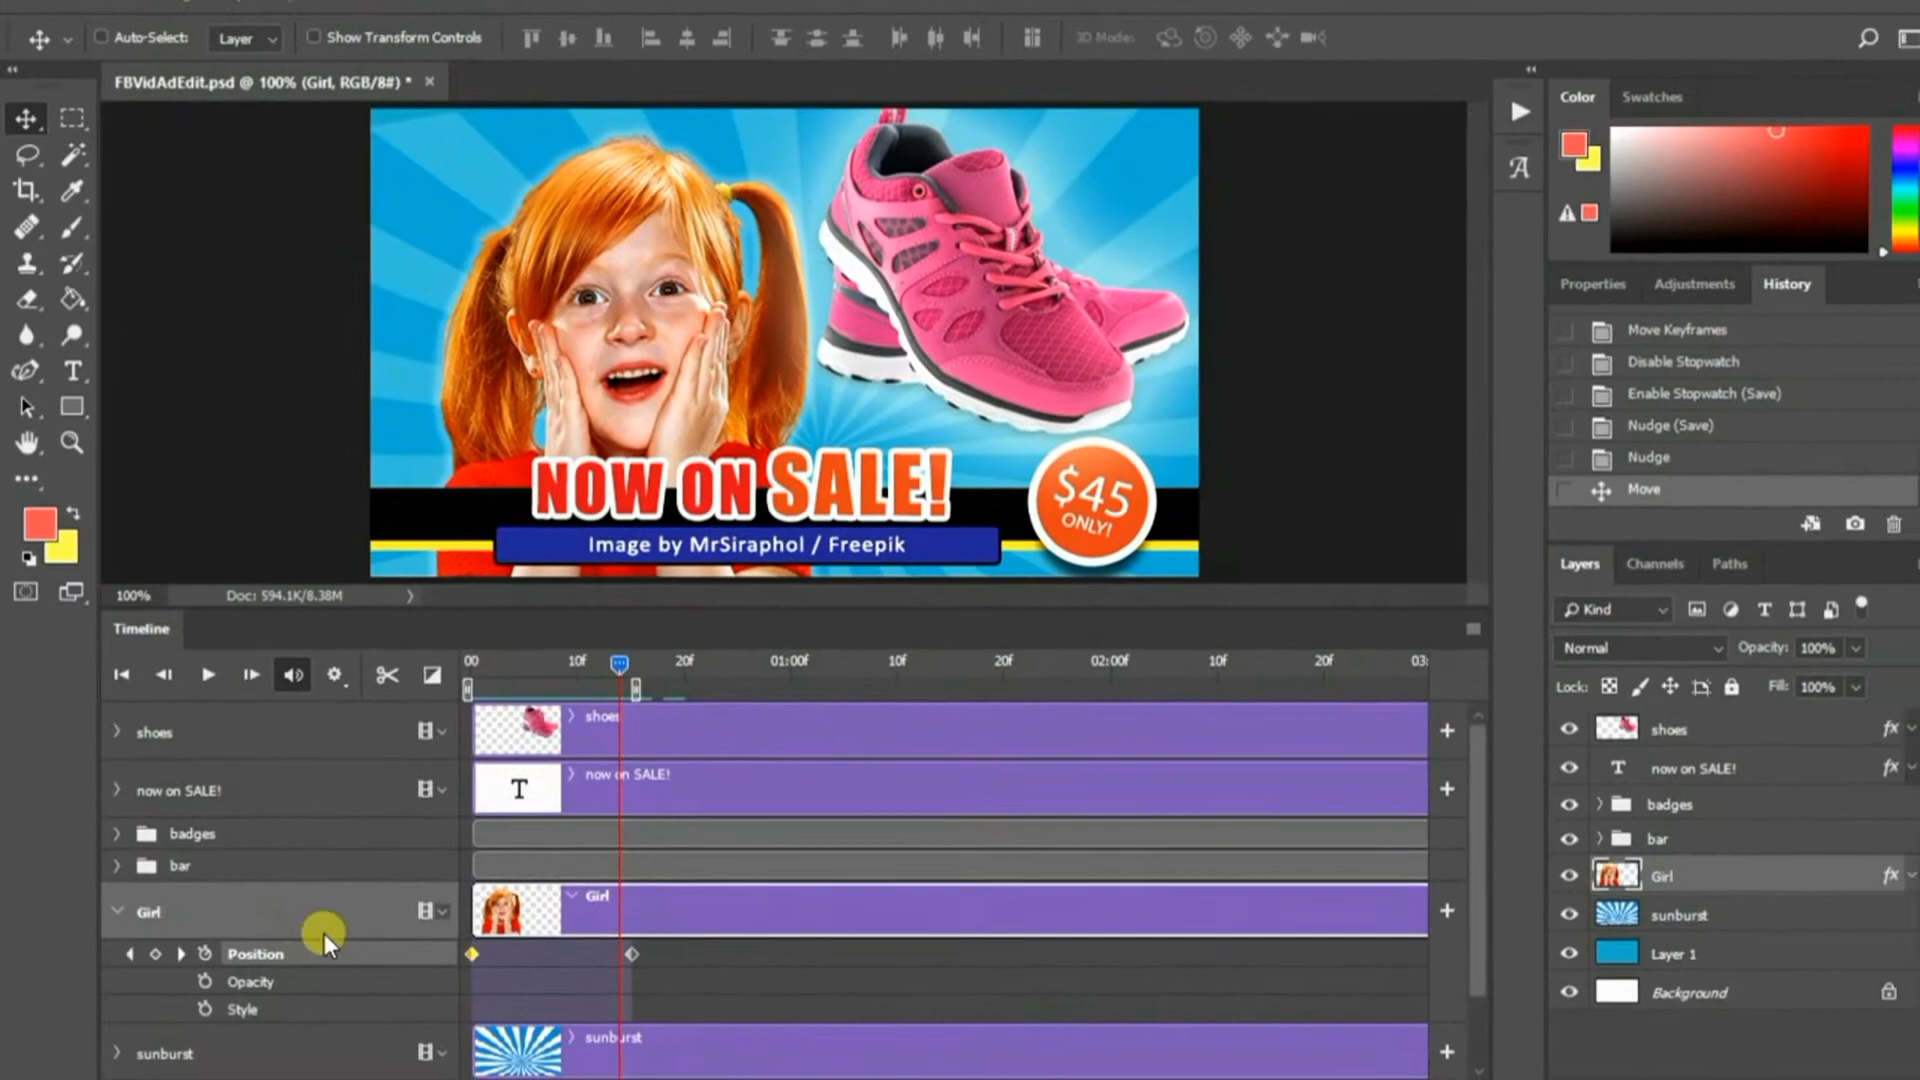 Auto-Select:
Layer
Show Transform Controls
3D Mode:
FBVidAdEdit.psd @ 100% (Girl, RGB/8#) *
NOW ON SALE!
Image by MrSiraphol / Freepik
$45
ONLY!
100%
Doc: 594.1K/8.38M
Color
Swatches
Properties
Adjustments
History
Move Keyframes
Disable Stopwatch
Enable Stopwatch (Save)
Nudge (Save)
Nudge
Move
Layers
Channels
Paths
Kind
Normal
Opacity: 100%
Lock:
Fill: 100%
shoes
now on SALE!
badges
bar
Girl
sunburst
Layer 1
Background
Timeline
00
10f
20f
01:00f
10f
20f
02:00f
10f
20f
03:
shoes
shoes
now on SALE!
T
now on SALE!
badges
bar
Girl
Girl
Position
Opacity
Style
sunburst
sunburst